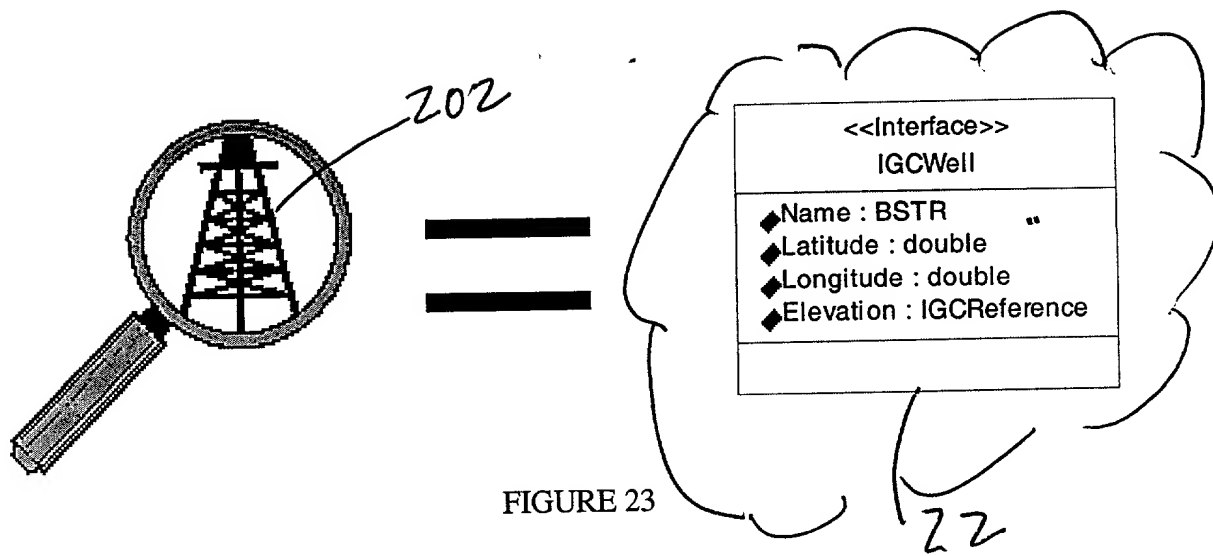 202
<<Interface>>
IGCWell
Name : BSTR
Latitude : double
Longitude : double
Elevation : IGCReference
FIGURE 23
22